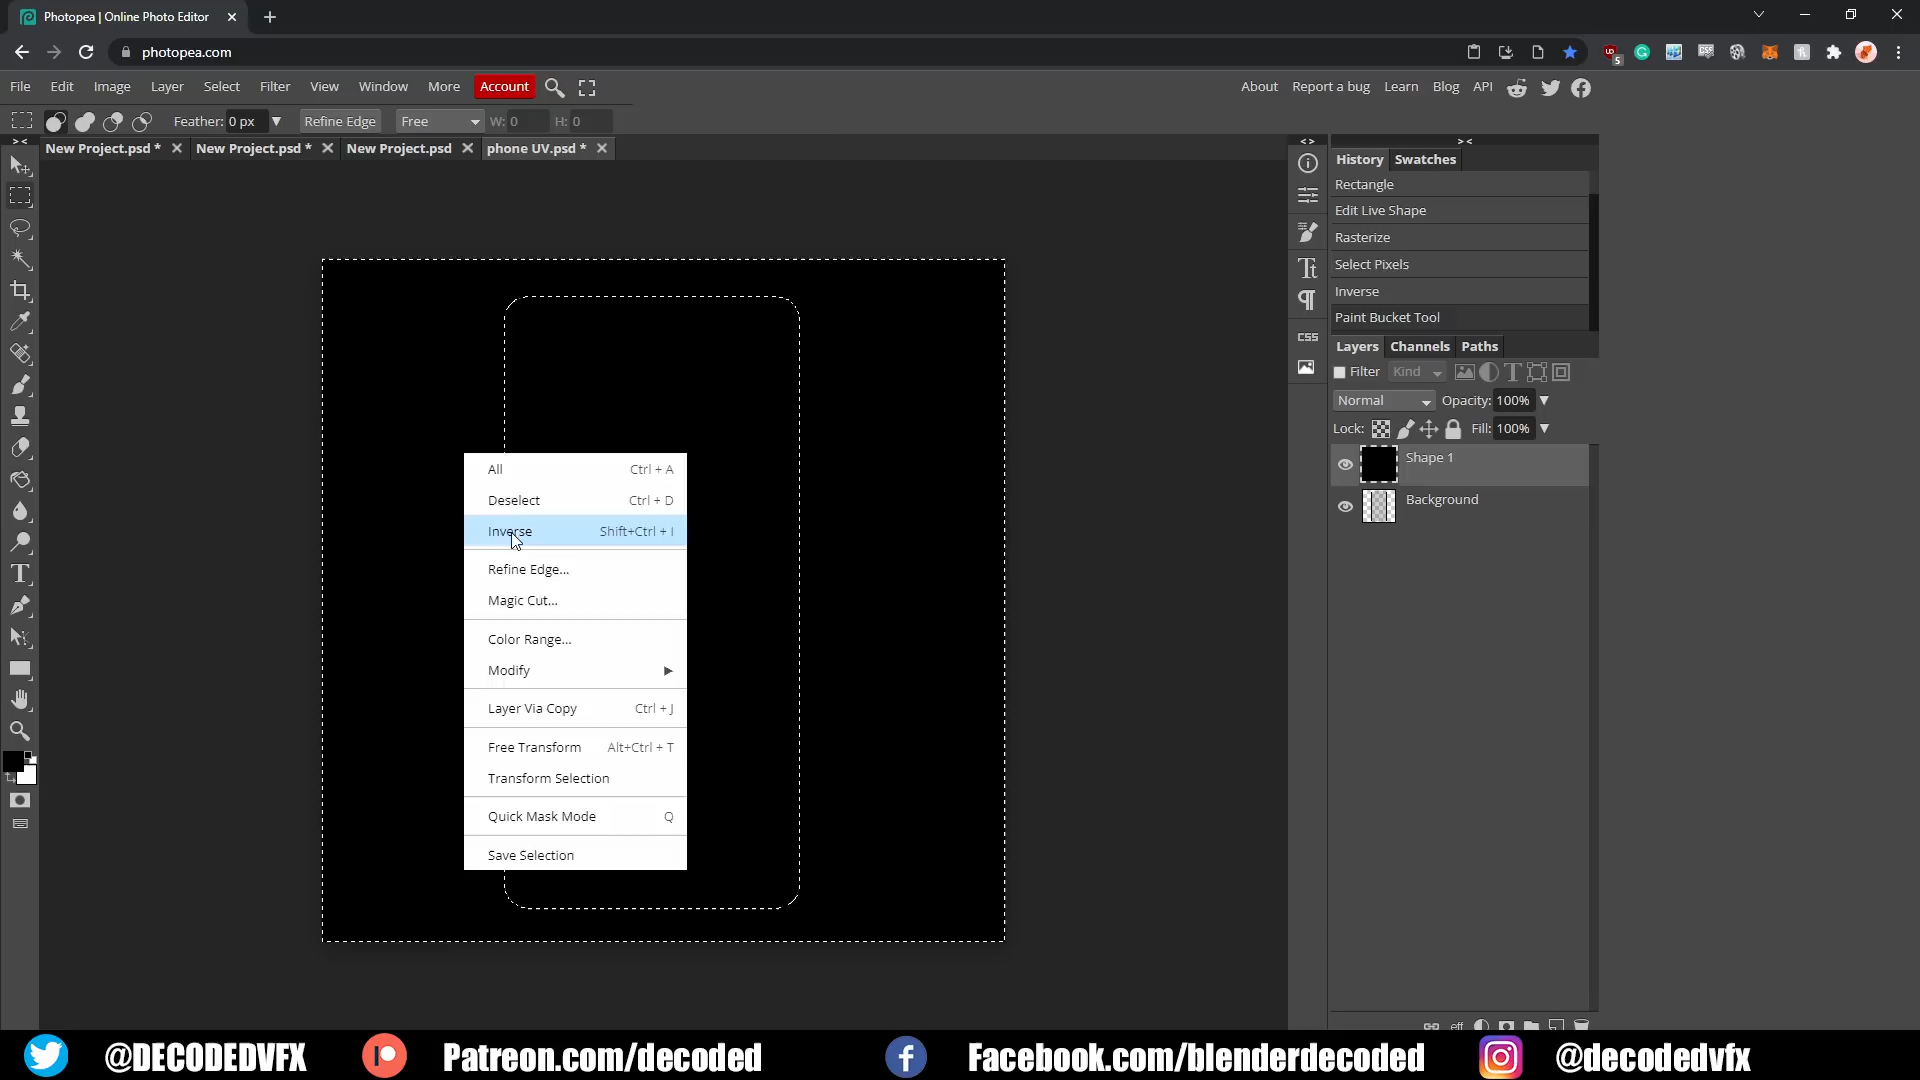 Photopea | Online Photo Editor
photopea.com
File Edit Image Layer Select Filter View Window More Account
About Report a bug Learn Blog API
Feather: 0 px Refine Edge Free W: 0 H: 0
New Project.psd * New Project.psd * New Project.psd phone UV.psd *
History Swatches
Rectangle
Edit Live Shape
Rasterize
Select Pixels
Inverse
Paint Bucket Tool
CSS
Layers Channels Paths
Filter Kind
Normal Opacity: 100%
Lock: Fill: 100%
Shape 1
Background
All Ctrl + A
Deselect Ctrl + D
Inverse Shift+Ctrl + I
Refine Edge...
Magic Cut...
Color Range...
Modify
Layer Via Copy Ctrl + J
Free Transform Alt+Ctrl + T
Transform Selection
Quick Mask Mode Q
Save Selection
eff
@DECODEDVFX Patreon.com/decoded Facebook.com/blenderdecoded @decodedvfx